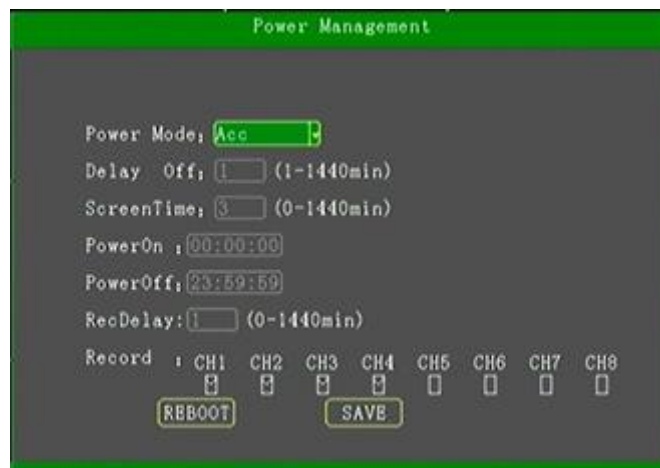 Power Management
Power Mode: Acc
Delay Off: 1 (1-1440min)
ScreenTime: 3 (0-1440min)
PowerOn : 00:00:00
PowerOff: 23:59:59
RecDelay: 1 (0-1440min)
Record : CH1 CH2 CH3 CH4 CH5 CH6 CH7 CH8
REBOOT SAVE